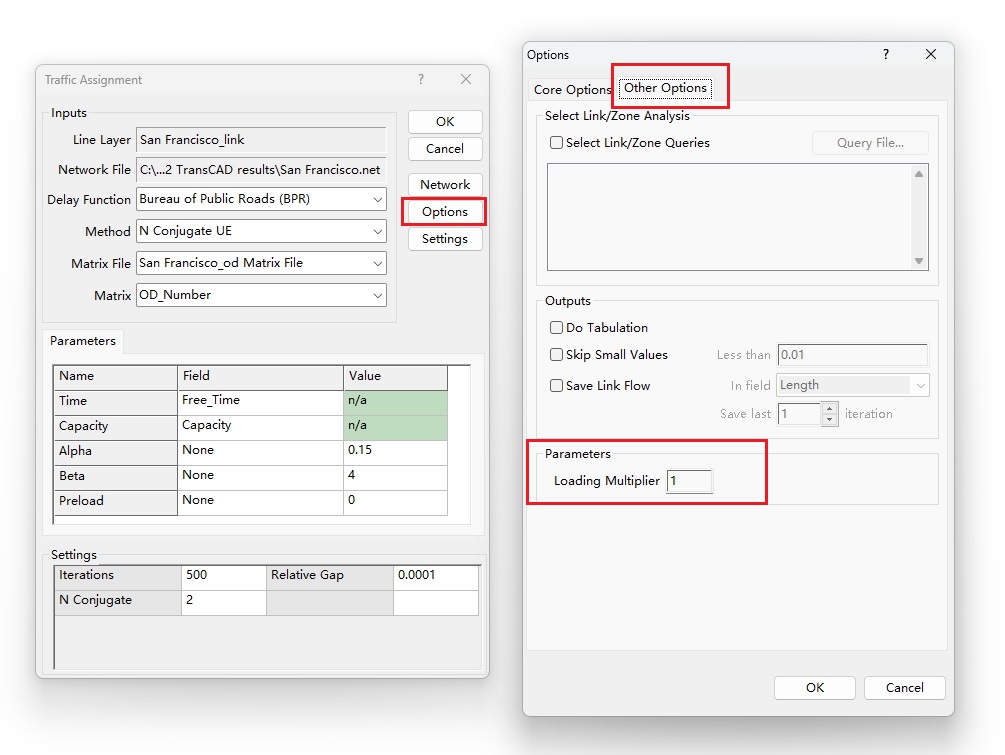 Traffic Assignment ?
Inputs
Line Layer San Francisco_link
Network File C:\...2 TransCAD results\San Francisco.net
Delay Function Bureau of Public Roads (BPR)
Method N Conjugate UE
Matrix File San Francisco_od Matrix File
Matrix OD_Number
OK
Cancel
Network
Options
Settings
Parameters
Name Field Value
Time Free_Time n/a
Capacity Capacity n/a
Alpha None 0.15
Beta None 4
Preload None 0
Settings
Iterations 500 Relative Gap 0.0001
N Conjugate 2
Options ?
Core Options Other Options
Select Link/Zone Analysis
Select Link/Zone Queries Query File...
Outputs
Do Tabulation
Skip Small Values Less than 0.01
Save Link Flow In field Length
Save last 1 iteration
Parameters
Loading Multiplier 1
OK Cancel